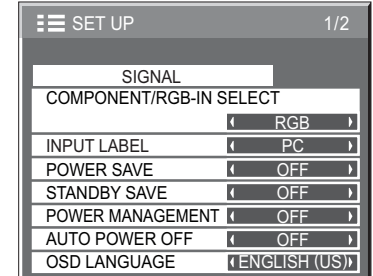 SET UP 1/2
SIGNAL
COMPONENT/RGB-IN SELECT
RGB
INPUT LABEL PC
POWER SAVE OFF
STANDBY SAVE OFF
POWER MANAGEMENT OFF
AUTO POWER OFF OFF
OSD LANGUAGE ENGLISH (US)